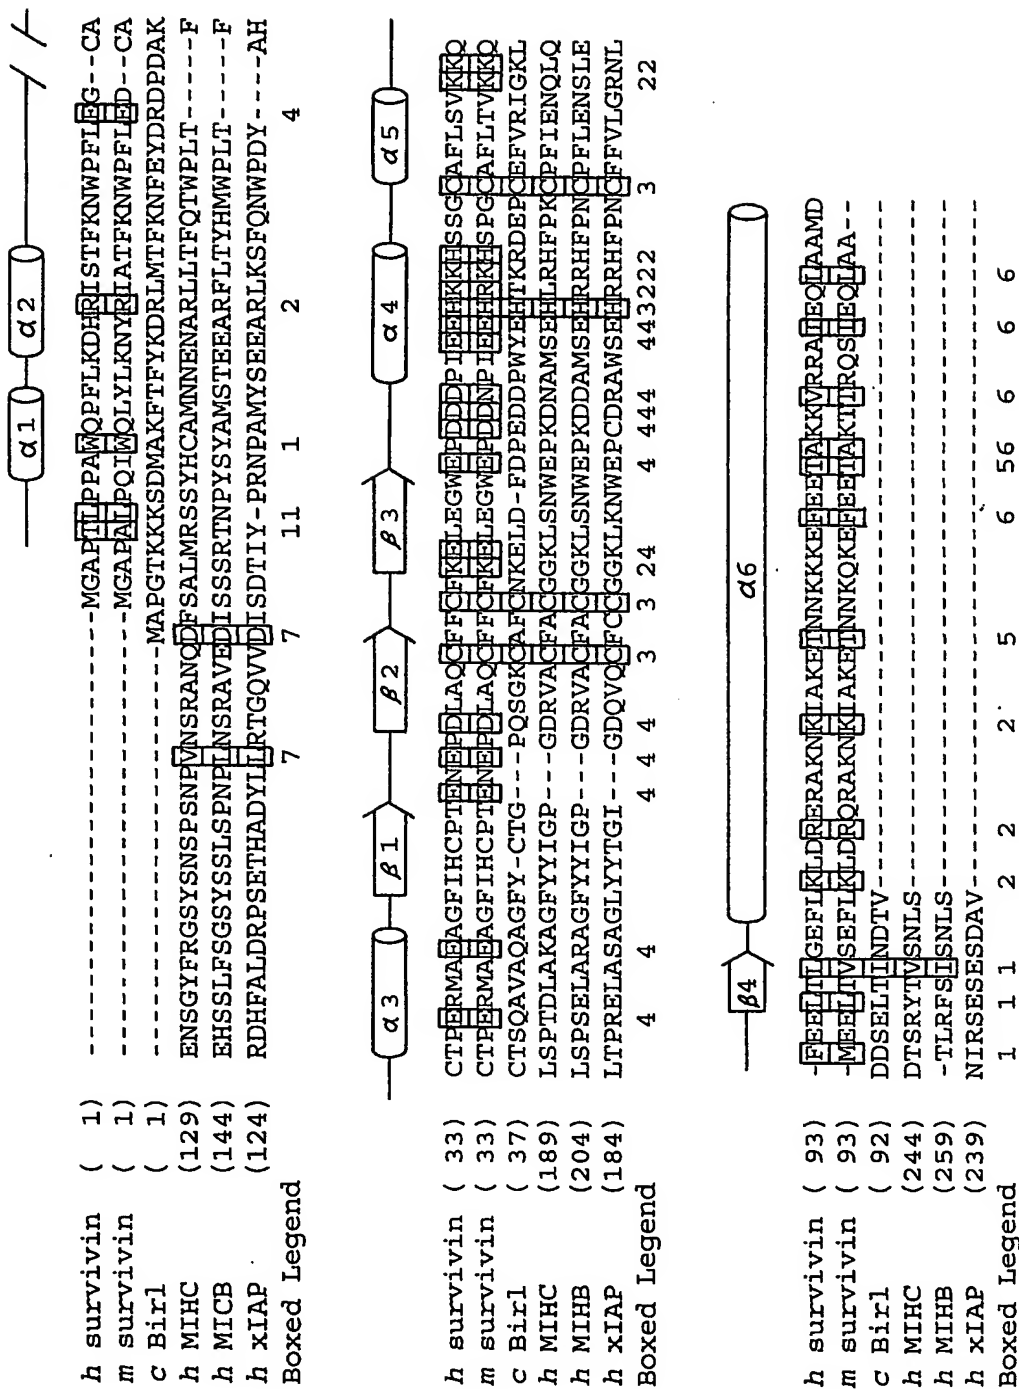 α1 α2
h survivin ( 1) --------------------------MGAPTLPPAWQPFLKDHRISTFKNWPFLEG--CA
m survivin ( 1) --------------------------MGAPALPQIWQLYLKNYRIATFKNWPFLED--CA
c Birl ( 1) ------------------------MAPGTKKKSDMAKFTFYKDRLMTFKNFEYDRDPDAK
h MIHC (129) ENSGYFRGSYSNSPSNPVNSRANQDFSALMRSSYHCAMNNENARLLTFQTWPLT-----F
h MICB (144) EHSSLFSGSYSSLSPNPLNSRAVEDISSSRTNPYSYAMSTEEARFLTYHMWPLT-----F
h xIAP (124) RDHFALDRPSETHADYLLRTGQVVDISDTIY-PRNPAMYSEEARLKSFQNWPDY----AH
Boxed Legend 7 7 11 1 2 4
α3 β1 β2 β3 α4 α5
h survivin ( 33) CTPERMAEAGFIHCPTENEPDLAQCFFCFKELEGWEPDDDPIEEHKKHSSGCAFLSVKKQ
m survivin ( 33) CTPERMAEAGFIHCPTENEPDLAQCFFCFKELEGWEPDDNPIEEHRKHSPGCAFLTVKKQ
c Birl ( 37) CTSQAVAQAGFY-CTG---PQSGKCAFCNKELD-FDPEDDPWYEHTKRDEPCEFVRIGKL
h MIHC (189) LSPTDLAKAGFYYIGP---GDRVACFACGGKLSNWEPKDNAMSEHLRHFPKCPFIENQLQ
h MIHB (204) LSPSELARAGFYYIGP---GDRVACFACGGKLSNWEPKDDAMSEHRRHFPNCPFLENSLE
h xIAP (184) LTPRELASAGLYYTGI---GDQVQCFCCGGKLKNWEPCDRAWSEHRRHFPNCFFVLGRNL
Boxed Legend 4 4 4 4 4 3 3 24 4 444 443222 3 22
β4 α6
h survivin ( 93) -FEELTLGEFLKLDRERAKNKIAKETNNKKKEFEETAKKVRRAIEQLAAMD
m survivin ( 93) -MEELTVSEFLKLDRQRAKNKIAKETNNKQKEFEETAKTTRQSIEQLAA--
c Birl ( 92) DDSELTINDTV----------------------------------------
h MIHC (244) DTSRYTVSNLS----------------------------------------
h MIHB (259) -TLRFSISNLS----------------------------------------
h xIAP (239) NIRSESESDAV----------------------------------------
Boxed Legend 1 1 1 2 2 2 5 6 56 6 6 6